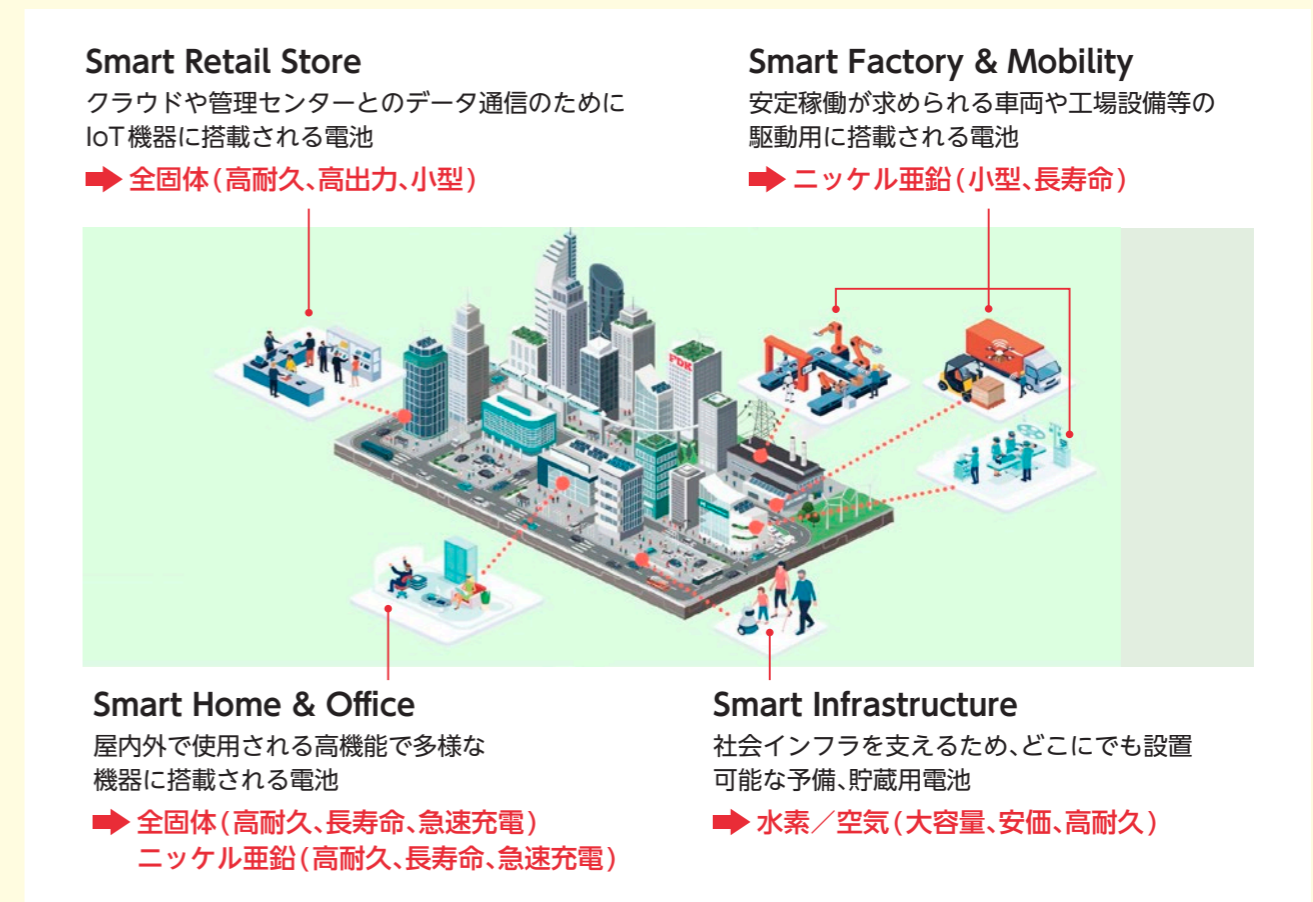 Smart Retail Store
クラウドや管理センターとのデータ通信のために
IoT機器に搭載される電池
全固体(高耐久、高出力、小型)
Smart Factory & Mobility
安定稼働が求められる車両や工場設備等の
駆動用に搭載される電池
ニッケル亜鉛(小型、長寿命)
FDK
Smart Home & Office
屋内外で使用される高機能で多様な
機器に搭載される電池
全固体(高耐久、長寿命、急速充電)
ニッケル亜鉛(高耐久、長寿命、急速充電)
Smart Infrastructure
社会インフラを支えるため、どこにでも設置
可能な予備、貯蔵用電池
水素／空気(大容量、安価、高耐久)